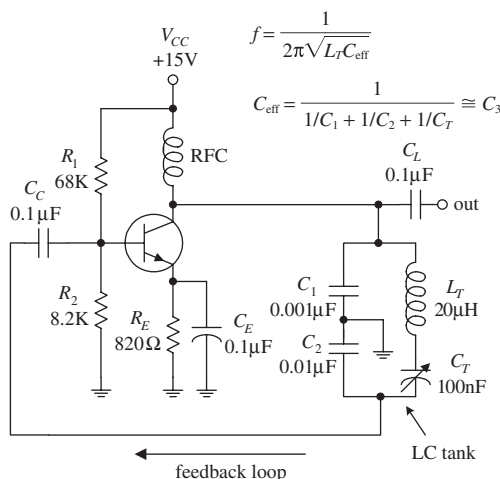 V_CC
+15V
f = 1 / 2π√L_T C_eff
C_eff = 1 / 1/C_1 + 1/C_2 + 1/C_T ≅ C_3
R_1
68K
RFC
C_L
0.1μF
out
C_C
0.1μF
R_2
8.2K
R_E
820Ω
C_E
0.1μF
C_1
0.001μF
C_2
0.01μF
L_T
20μH
C_T
100nF
LC tank
feedback loop